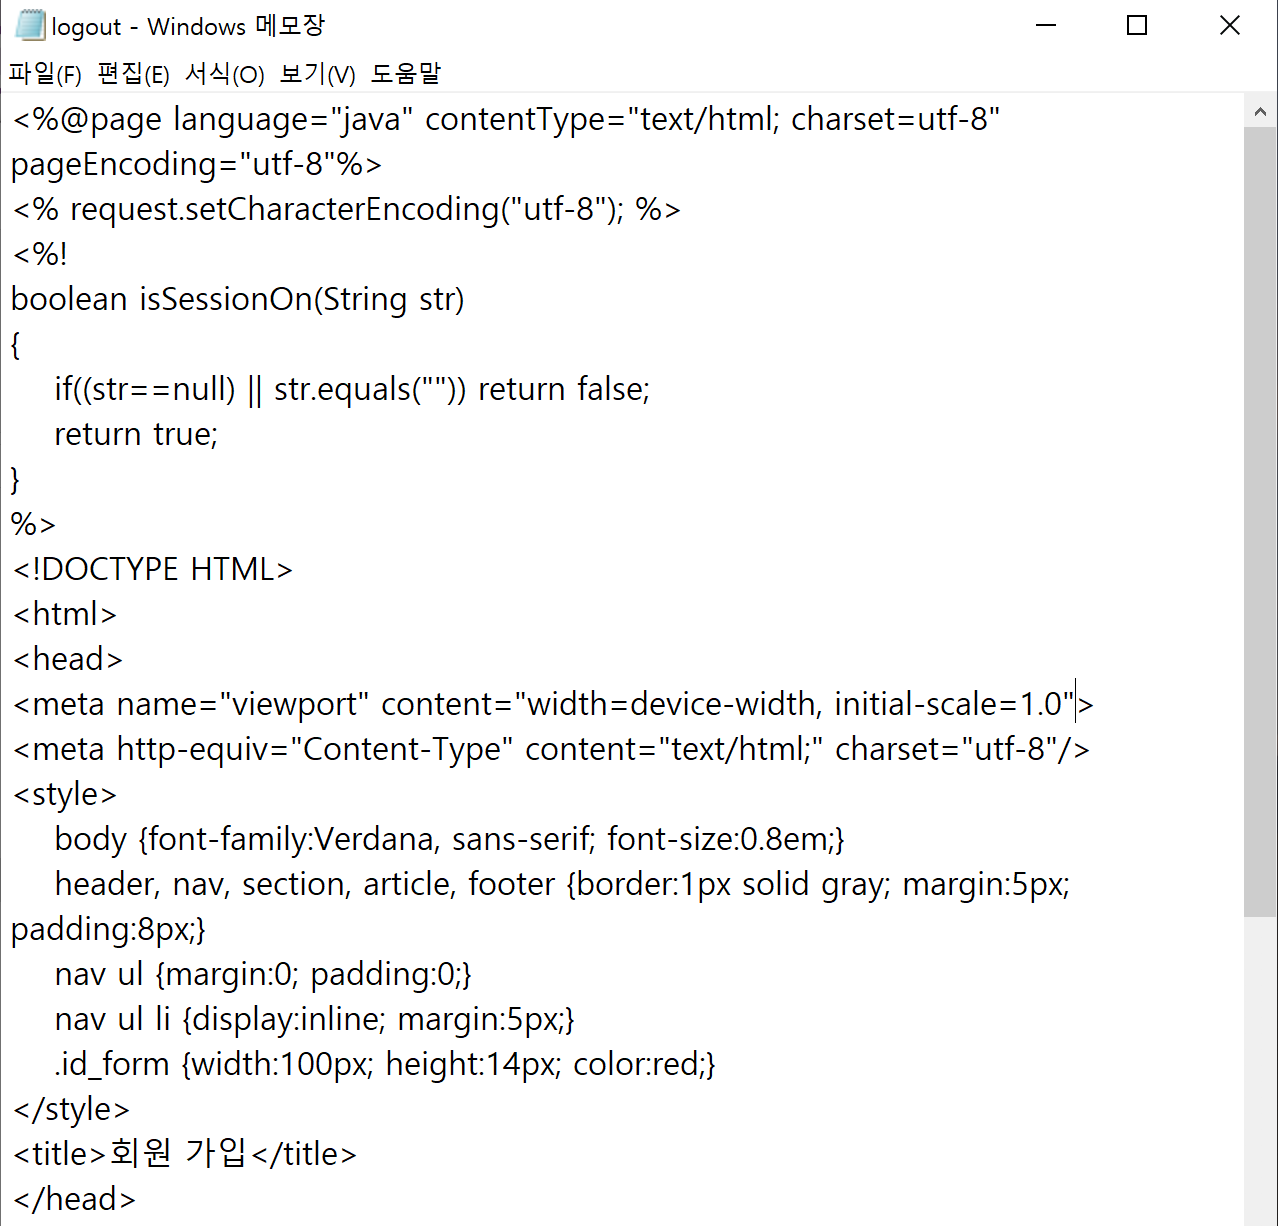 logout - Windows 메모장
파일(F) 편집(E) 서식(O) 보기(V) 도움말
<%@page language="java" contentType="text/html; charset=utf-8"
pageEncoding="utf-8"%>
<% request.setCharacterEncoding("utf-8"); %>
<%!
boolean isSessionOn(String str)
{
if((str==null) || str.equals("")) return false;
return true;
}
%>
<!DOCTYPE HTML>
<html>
<head>
<meta name="viewport" content="width=device-width, initial-scale=1.0">
<meta http-equiv="Content-Type" content="text/html;" charset="utf-8"/>
<style>
body {font-family:Verdana, sans-serif; font-size:0.8em;}
header, nav, section, article, footer {border:1px solid gray; margin:5px;
padding:8px;}
nav ul {margin:0; padding:0;}
nav ul li {display:inline; margin:5px;}
.id_form {width:100px; height:14px; color:red;}
</style>
<title>회원 가입</title>
</head>